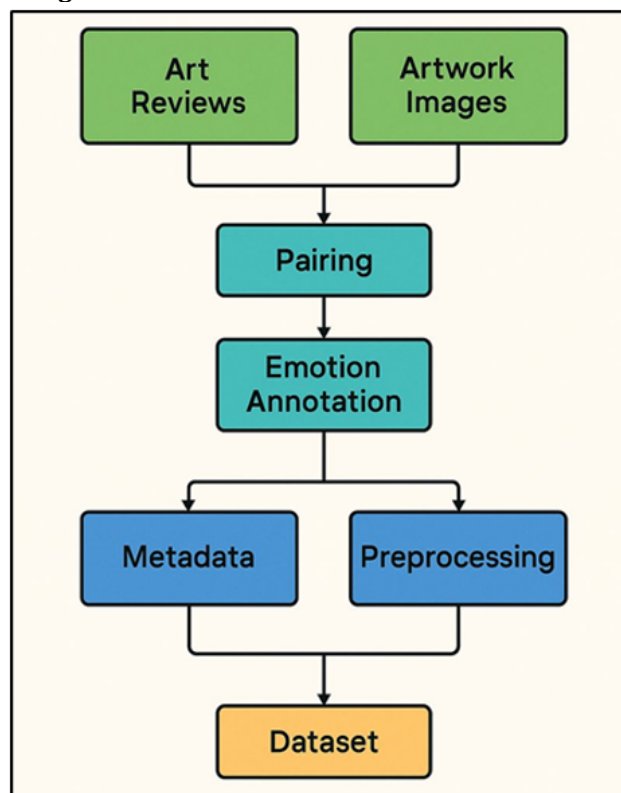 Art
Reviews
Artwork
Images
Pairing
Emotion
Annotation
Metadata
Preprocessing
Dataset